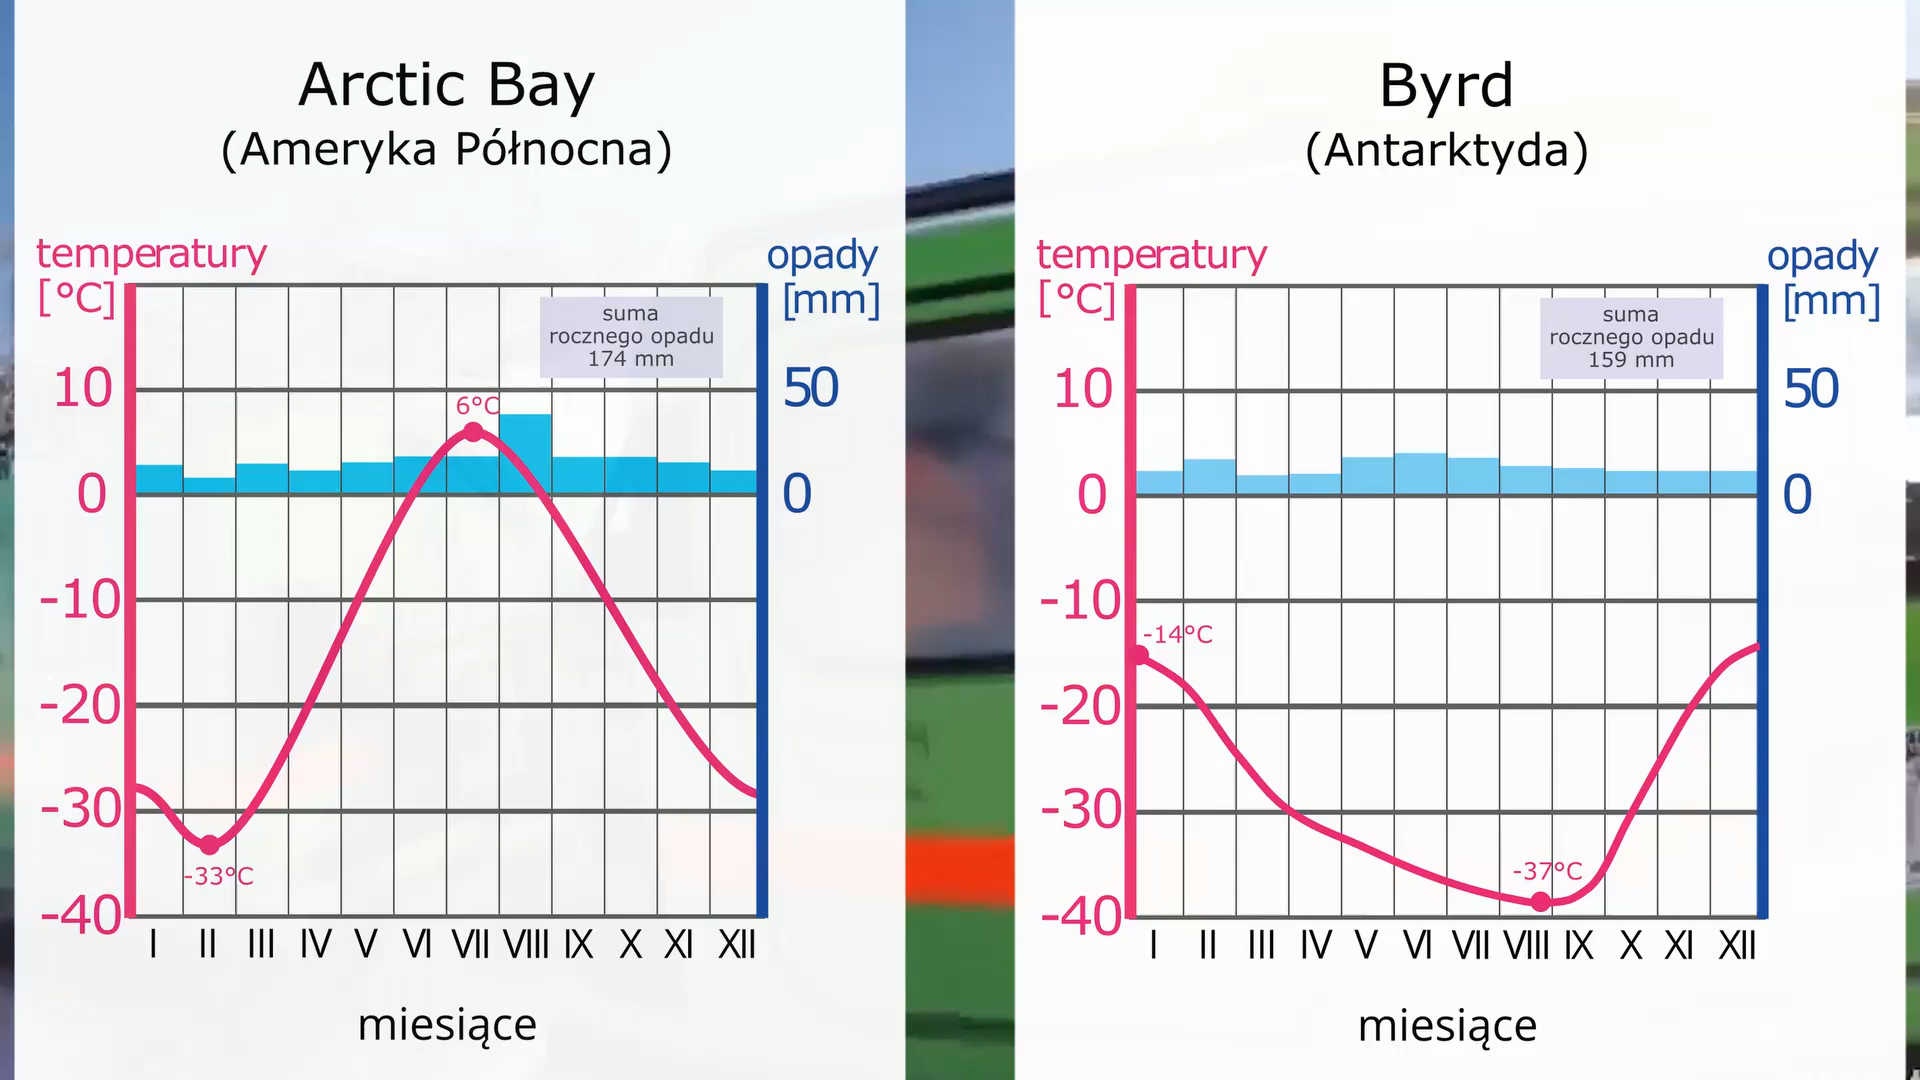 Arctic Bay
(Ameryka Północna)
temperatury
[°C]
opady
[mm]
suma
rocznego opadu
174 mm
10
0
-10
-20
-30
-40
50
0
6°C
-33°C
I II III IV V VI VII VIII IX X XI XII
miesiące
Byrd
(Antarktyda)
temperatury
[°C]
opady
[mm]
suma
rocznego opadu
159 mm
10
0
-10
-20
-30
-40
50
0
-14°C
-37°C
I II III IV V VI VII VIII IX X XI XII
miesiące